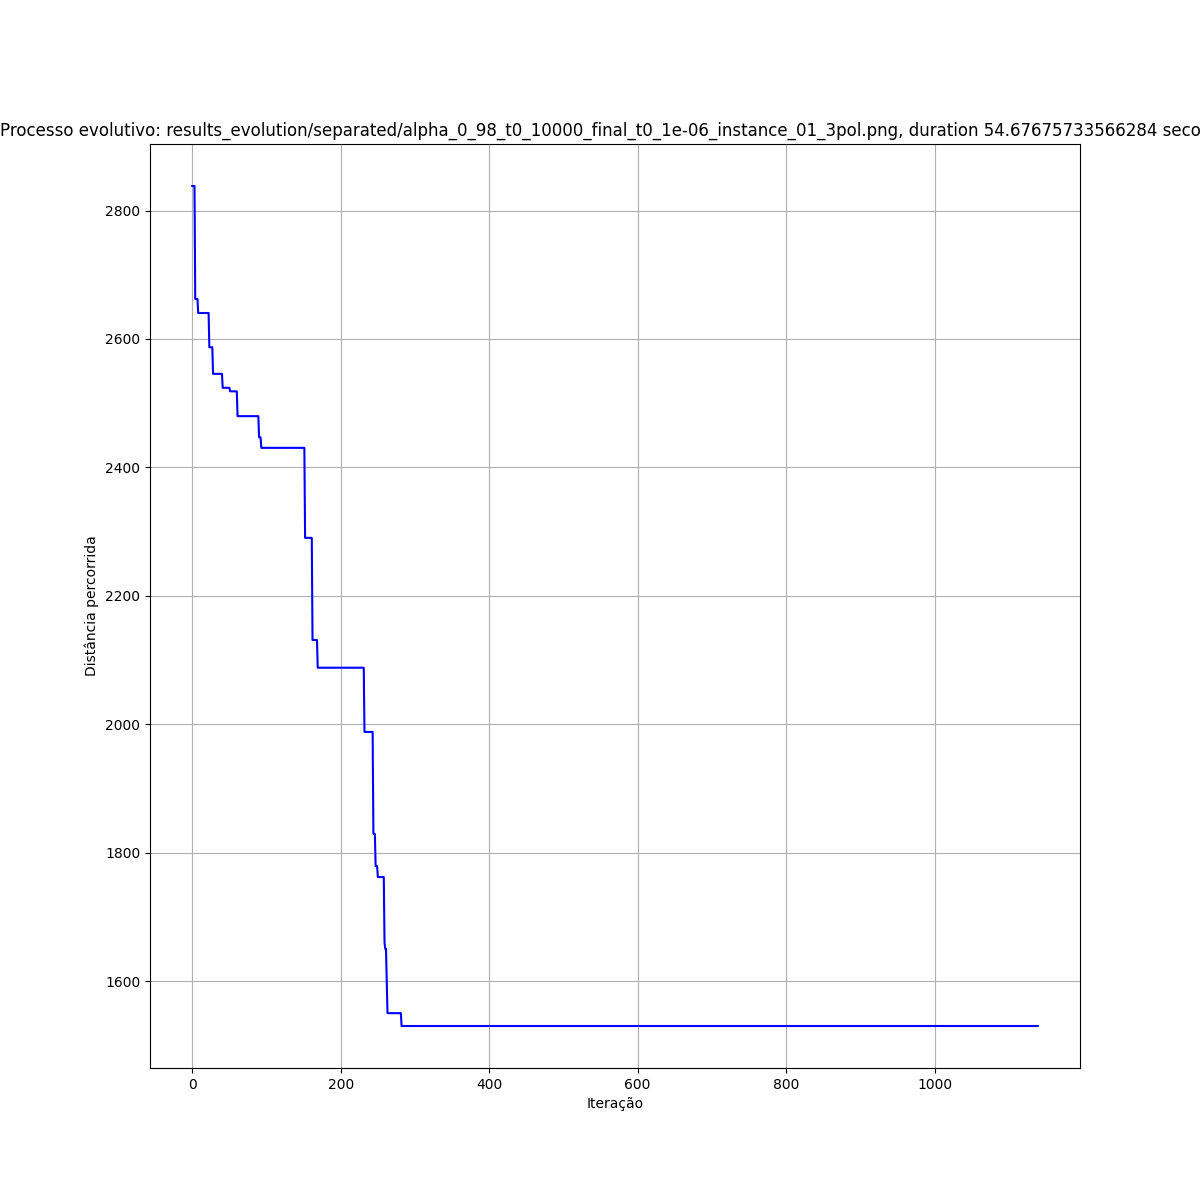 Processo evolutivo: results_evolution/separated/alpha_0_98_t0_10000_final_t0_1e-06_instance_01_3pol.png, duration 54.67675733566284 seco
2800
2600
2400
2200
2000
1800
1600
Distância percorrida
0 200 400 600 800 1000
Iteração